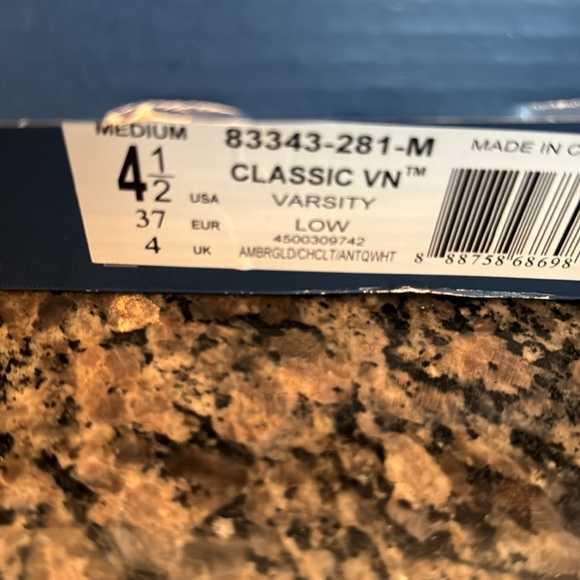 MEDIUM
4 1/2 USA
37 EUR
4 UK
83343-281-M
CLASSIC VN™
VARSITY
LOW
4500309742
AMBRGLD/CHCLT/ANTQWHT
MADE IN C
8 88758 68698